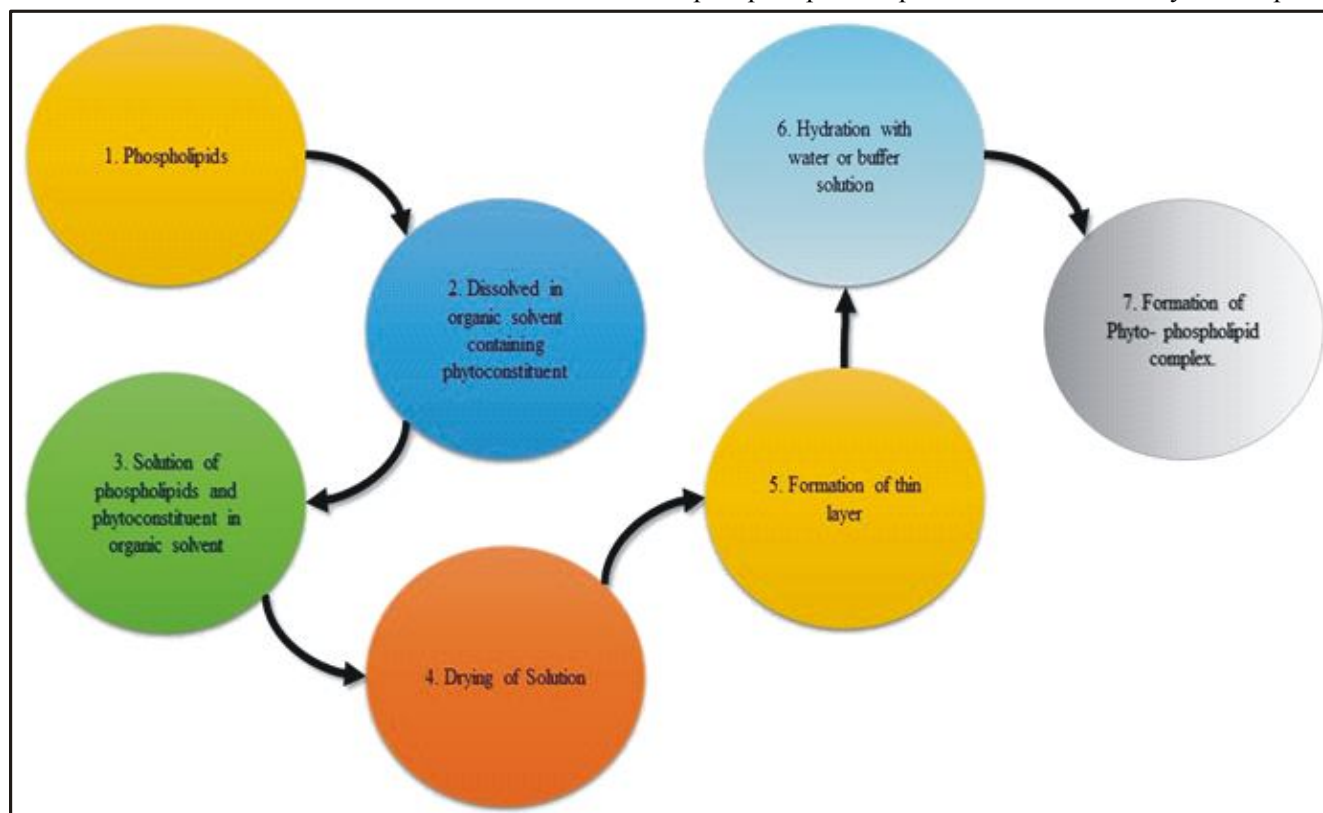 1. Phospholipids
2. Dissolved in
organic solvent
containing
phytoconstituent
3. Solution of
phospholipids and
phytoconstituent in
organic solvent
4. Drying of Solution
5. Formation of thin
layer
6. Hydration with
water or buffer
solution
7. Formation of
Phyto- phospholipid
complex.